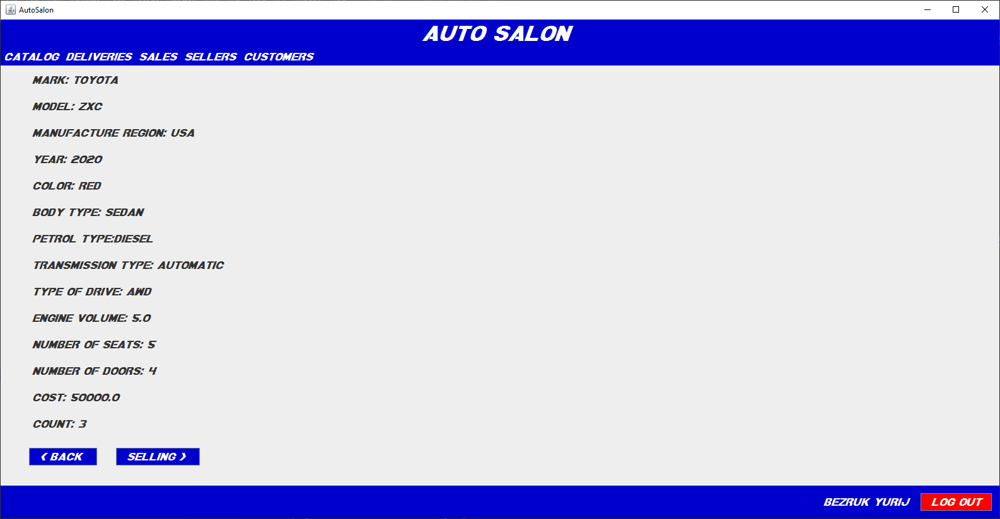 AutoSalon
AUTO SALON
CATALOG DELIVERIES SALES SELLERS CUSTOMERS
MARK: TOYOTA
MODEL: ZXC
MANUFACTURE REGION: USA
YEAR: 2020
COLOR: RED
BODY TYPE: SEDAN
PETROL TYPE:DIESEL
TRANSMISSION TYPE: AUTOMATIC
TYPE OF DRIVE: AWD
ENGINE VOLUME: 5.0
NUMBER OF SEATS: 5
NUMBER OF DOORS: 4
COST: 50000.0
COUNT: 3
< BACK SELLING >
BEZRUK YURIJ LOG OUT